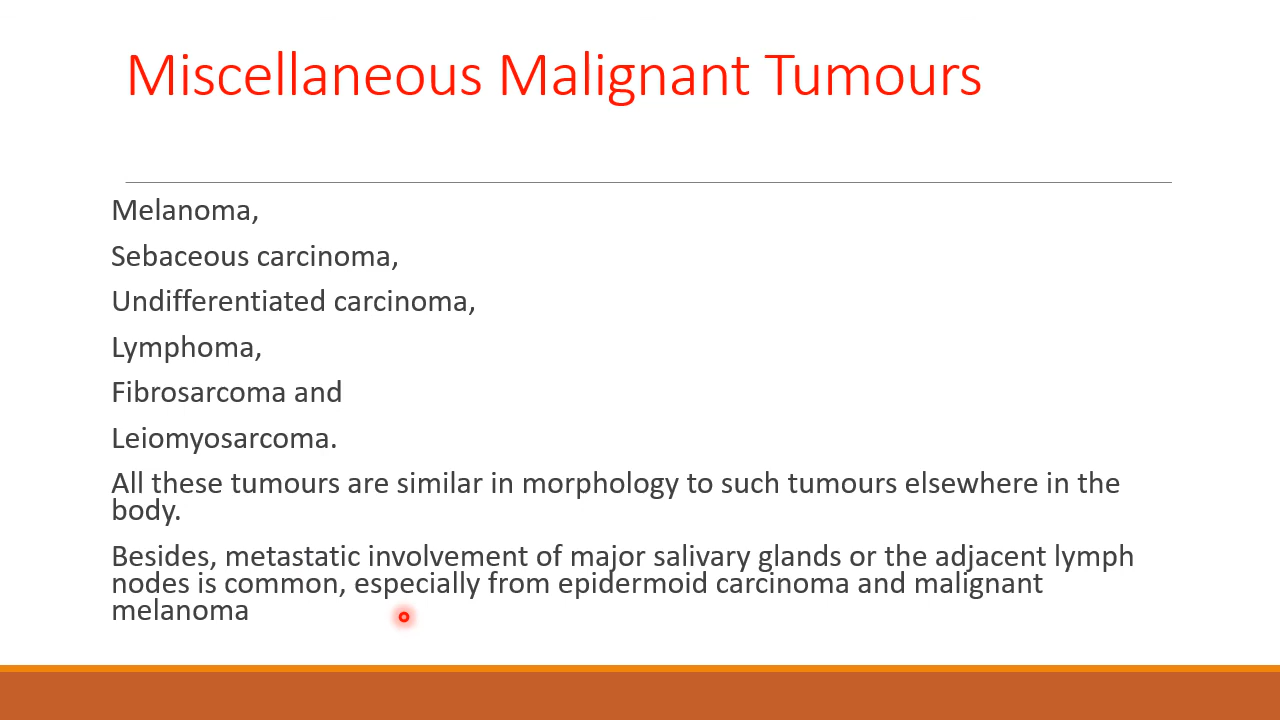 Miscellaneous Malignant Tumours
Melanoma,
Sebaceous carcinoma,
Undifferentiated carcinoma,
Lymphoma,
Fibrosarcoma and
Leiomyosarcoma.
All these tumours are similar in morphology to such tumours elsewhere in the
body.
Besides, metastatic involvement of major salivary glands or the adjacent lymph
nodes is common, especially from epidermoid carcinoma and malignant
melanoma